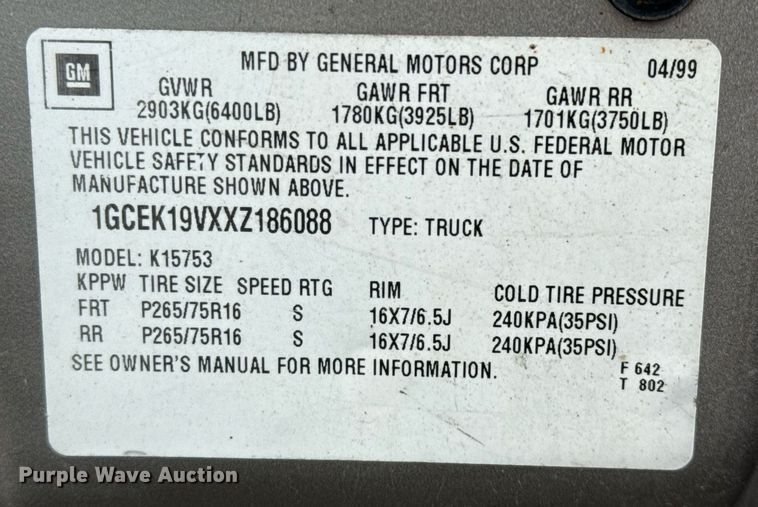 GM
MFD BY GENERAL MOTORS CORP 04/99
GVWR GAWR FRT GAWR RR
2903KG(6400LB) 1780KG(3925LB) 1701KG(3750LB)
THIS VEHICLE CONFORMS TO ALL APPLICABLE U.S. FEDERAL MOTOR
VEHICLE SAFETY STANDARDS IN EFFECT ON THE DATE OF
MANUFACTURE SHOWN ABOVE.
1GCEK19VXXZ186088 TYPE: TRUCK
MODEL: K15753
KPPW TIRE SIZE SPEED RTG RIM COLD TIRE PRESSURE
FRT P265/75R16 S 16X7/6.5J 240KPA(35PSI)
RR P265/75R16 S 16X7/6.5J 240KPA(35PSI)
SEE OWNER'S MANUAL FOR MORE INFORMATION.
F 642
T 802
Purple Wave Auction